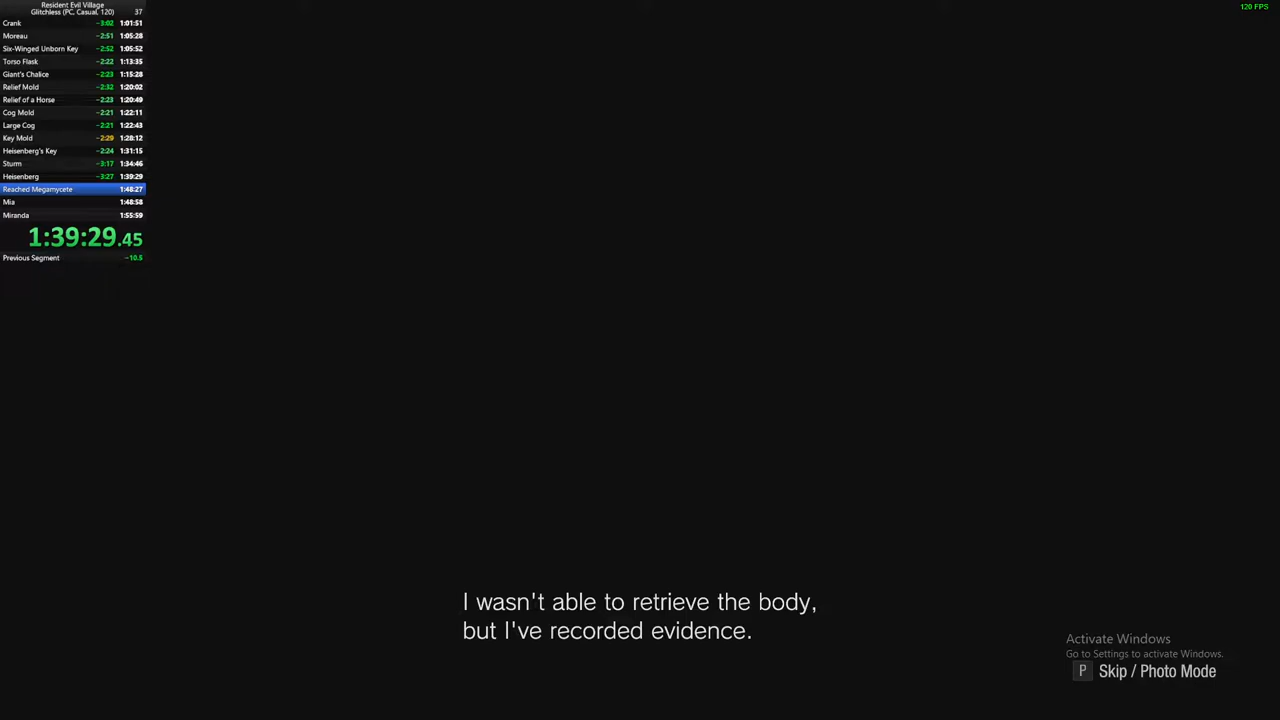 Resident Evil Village
Glitchless (PC, Casual, 120) 37
Crank -3:02 1:01:51
Moreau -2:51 1:05:28
Six-Winged Unborn Key -2:52 1:05:52
Torso Flask -2:22 1:13:35
Giant's Chalice -2:23 1:15:28
Relief Mold -2:32 1:20:02
Relief of a Horse -2:23 1:20:49
Cog Mold -2:21 1:22:11
Large Cog -2:21 1:22:43
Key Mold -2:29 1:28:12
Heisenberg's Key -2:24 1:31:15
Sturm -3:17 1:34:46
Heisenberg -3:27 1:39:29
Reached Megamycete 1:48:27
Mia 1:48:58
Miranda 1:55:59
1:39:29.45
Previous Segment -10.5
120 FPS
I wasn't able to retrieve the body,
but I've recorded evidence.
Activate Windows
Go to Settings to activate Windows.
P Skip / Photo Mode